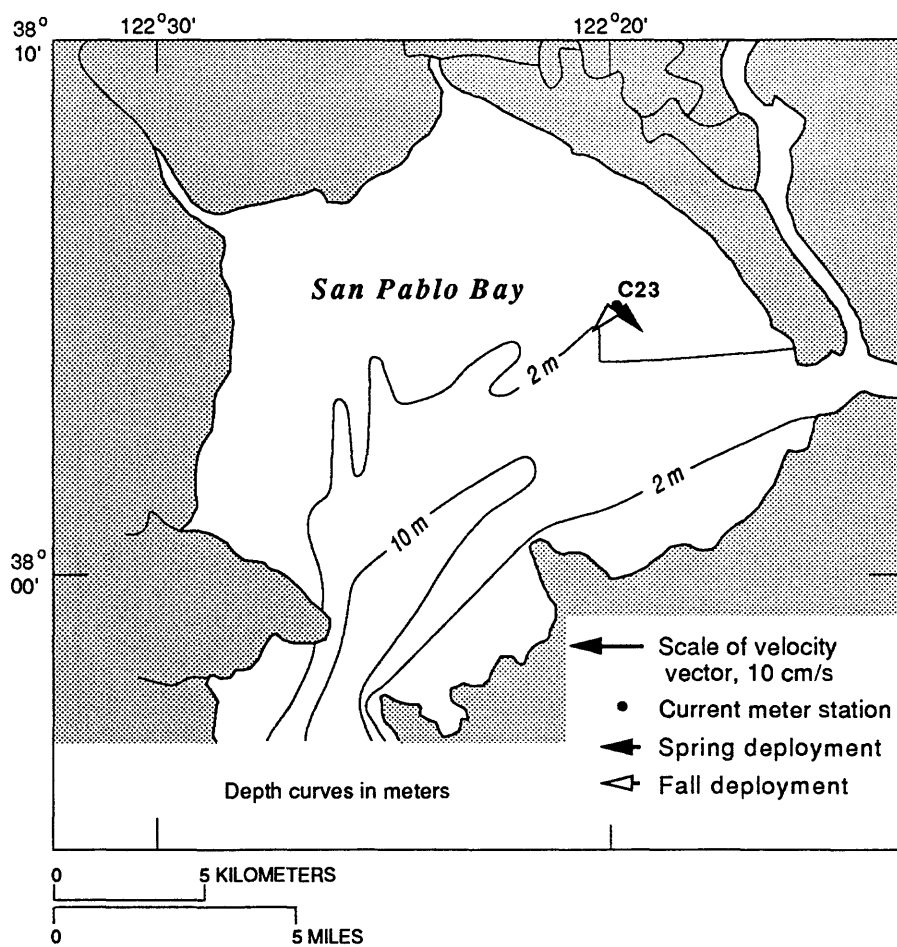 122°30'
122°20'
38°
10'
San Pablo Bay
C23
2 m
2 m
10 m
38°
00'
Scale of velocity
vector, 10 cm/s
Current meter station
Spring deployment
Fall deployment
Depth curves in meters
0
5 KILOMETERS
0
5 MILES